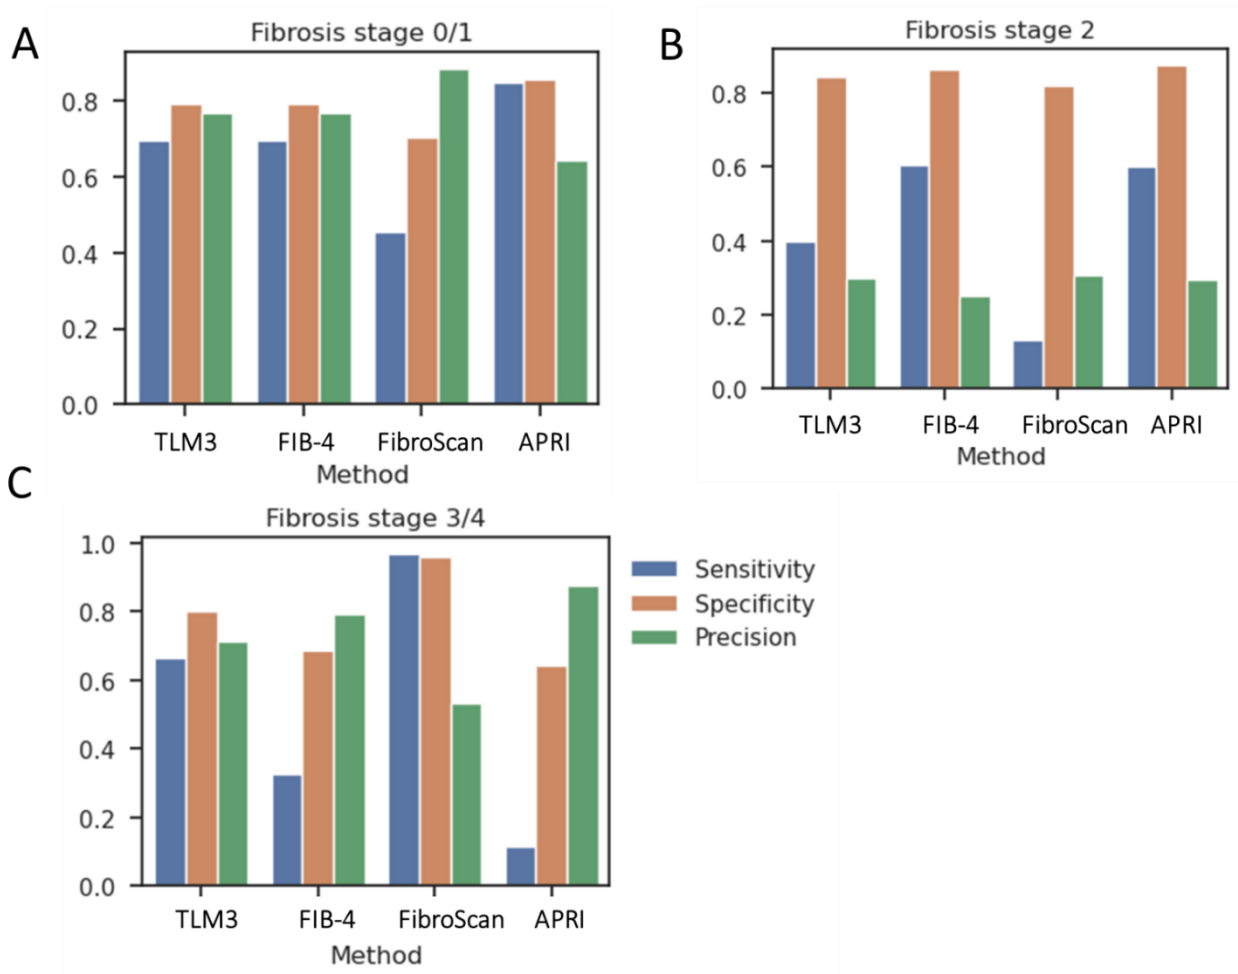 A
Fibrosis stage 0/1
0.8
0.6
0.4
0.2
0.0
TLM3 FIB-4 FibroScan APRI
Method
B
Fibrosis stage 2
0.8
0.6
0.4
0.2
0.0
TLM3 FIB-4 FibroScan APRI
Method
C
Fibrosis stage 3/4
1.0
0.8
0.6
0.4
0.2
0.0
TLM3 FIB-4 FibroScan APRI
Method
Sensitivity
Specificity
Precision